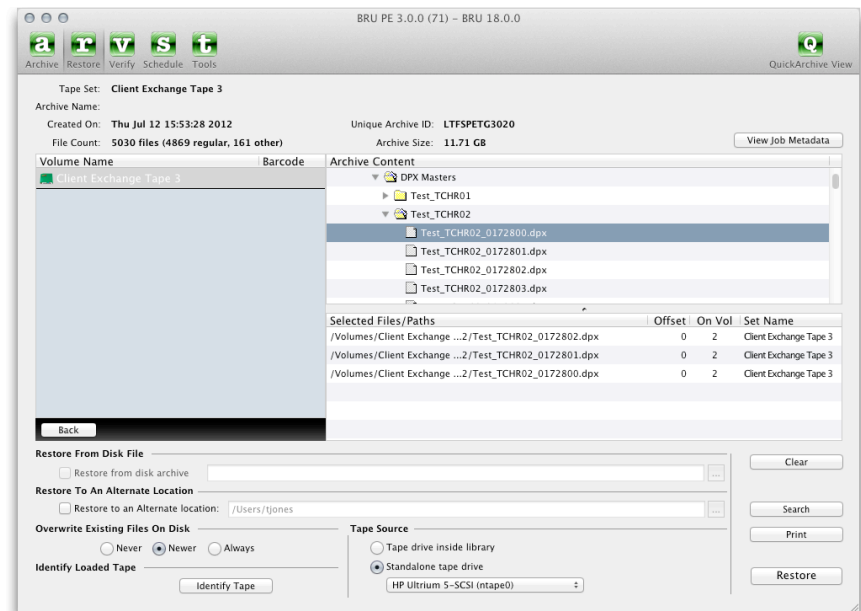 BRU PE 3.0.0 (71) – BRU 18.0.0
a r v s t Q
Archive Restore Verify Schedule Tools QuickArchive View
Tape Set: Client Exchange Tape 3
Archive Name:
Created On: Thu Jul 12 15:53:28 2012 Unique Archive ID: LTFSPETG3020
File Count: 5030 files (4869 regular, 161 other) Archive Size: 11.71 GB View Job Metadata
Volume Name Barcode Archive Content
Client Exchange Tape 3
DPX Masters
Test_TCHR01
Test_TCHR02
Test_TCHR02_0172800.dpx
Test_TCHR02_0172801.dpx
Test_TCHR02_0172802.dpx
Test_TCHR02_0172803.dpx
Selected Files/Paths Offset On Vol Set Name
/Volumes/Client Exchange ...2/Test_TCHR02_0172802.dpx 0 2 Client Exchange Tape 3
/Volumes/Client Exchange ...2/Test_TCHR02_0172801.dpx 0 2 Client Exchange Tape 3
/Volumes/Client Exchange ...2/Test_TCHR02_0172800.dpx 0 2 Client Exchange Tape 3
Back
Restore From Disk File
Clear
Restore from disk archive ...
Restore To An Alternate Location
Restore to an Alternate location: /Users/tjones ... Search
Overwrite Existing Files On Disk Tape Source
Print
Never Newer Always Tape drive inside library
Identify Loaded Tape Standalone tape drive
Restore
Identify Tape HP Ultrium 5-SCSI (ntape0)